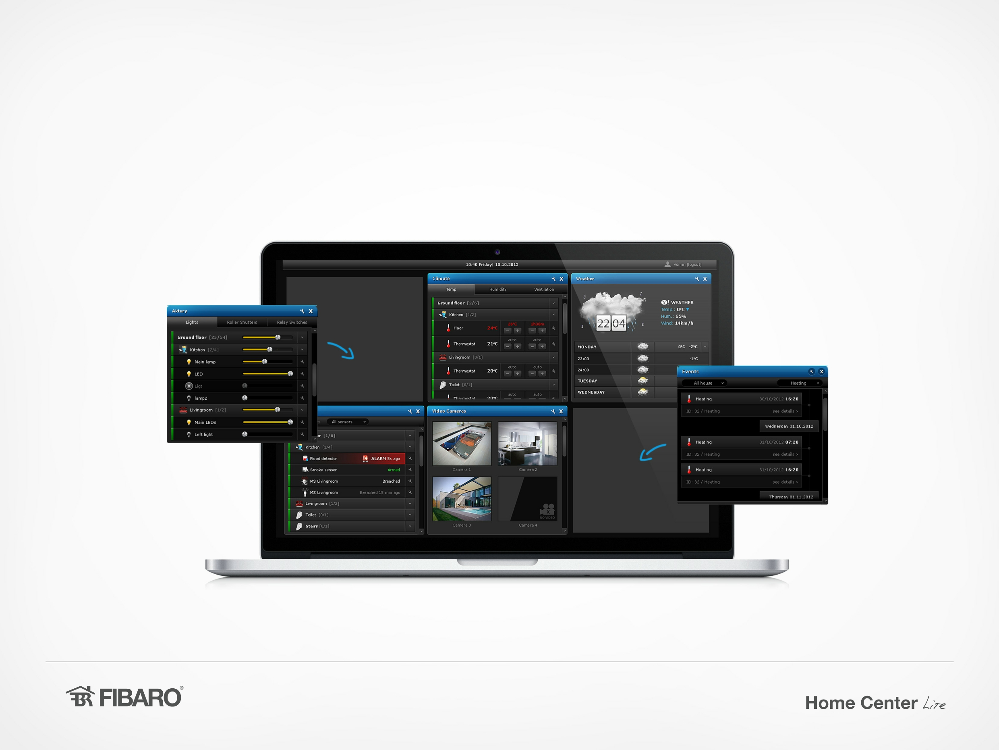 10:40 Friday| 10.10.2013
Admin [logout]
Aktory
Lights Roller Shutters Relay Switches
Ground floor [25/54]
Kitchen [2/4]
Main lamp
LED
Ligt
lamp2
Livingroom [1/2]
Main LEDS
Left light
Climate
Temp Humidity Ventilation
Ground floor [2/6]
Kitchen [1/2]
Floor 24°C 26°C 1h30m
Thermostat 21°C auto auto
Livingroom [0/1]
Thermostat 20°C auto auto
Toilet [0/1]
Thermostat 20°C auto auto
Weather
22 04
Y! WEATHER
Temp.: 0°C
Hum.: 65%
Wind: 14km/h
MONDAY 0°C -2°C
23:00 -1°C
24:00
TUESDAY
WEDNESDAY
All sensors
[1/6]
Kitchen [1/4]
Flood detector ALARM 5s ago
Smoke sensor Armed
MS Livingroom Breached
MS Livingroom Breached 15 min ago
Livingroom [1/2]
Toilet [0/1]
Stairs [0/1]
Video Cameras
Camera 1 Camera 2
NO VIDEO
Camera 3 Camera 4
Events
All house Heating
Heating 30/10/2012 16:20
ID: 32 / Heating see details >
Wednesday 31.10.2012
Heating 31/10/2012 07:20
ID: 32 / Heating see details >
Heating 31/10/2012 16:20
ID: 32 / Heating see details >
Thursday 01.11.2012
FIBARO®
Home Center Lite